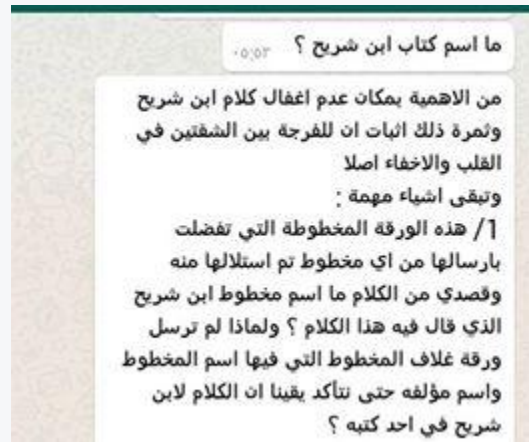 ما اسم كتاب ابن شريح ؟ ٠٥:٥٣
من الاهمية بمكان عدم اغفال كلام ابن شريح
وثمرة ذلك اثبات ان للفرجة بين الشفتين في
القلب والاخفاء اصلا
وتبقى اشياء مهمة :
1/ هذه الورقة المخطوطة التي تفضلت
بارسالها من اي مخطوط تم استلالها منه
وقصدي من الكلام ما اسم مخطوط ابن شريح
الذي قال فيه هذا الكلام ؟ ولماذا لم ترسل
ورقة غلاف المخطوط التي فيها اسم المخطوط
واسم مؤلفه حتى نتأكد يقينا ان الكلام لابن
شريح في احد كتبه ؟